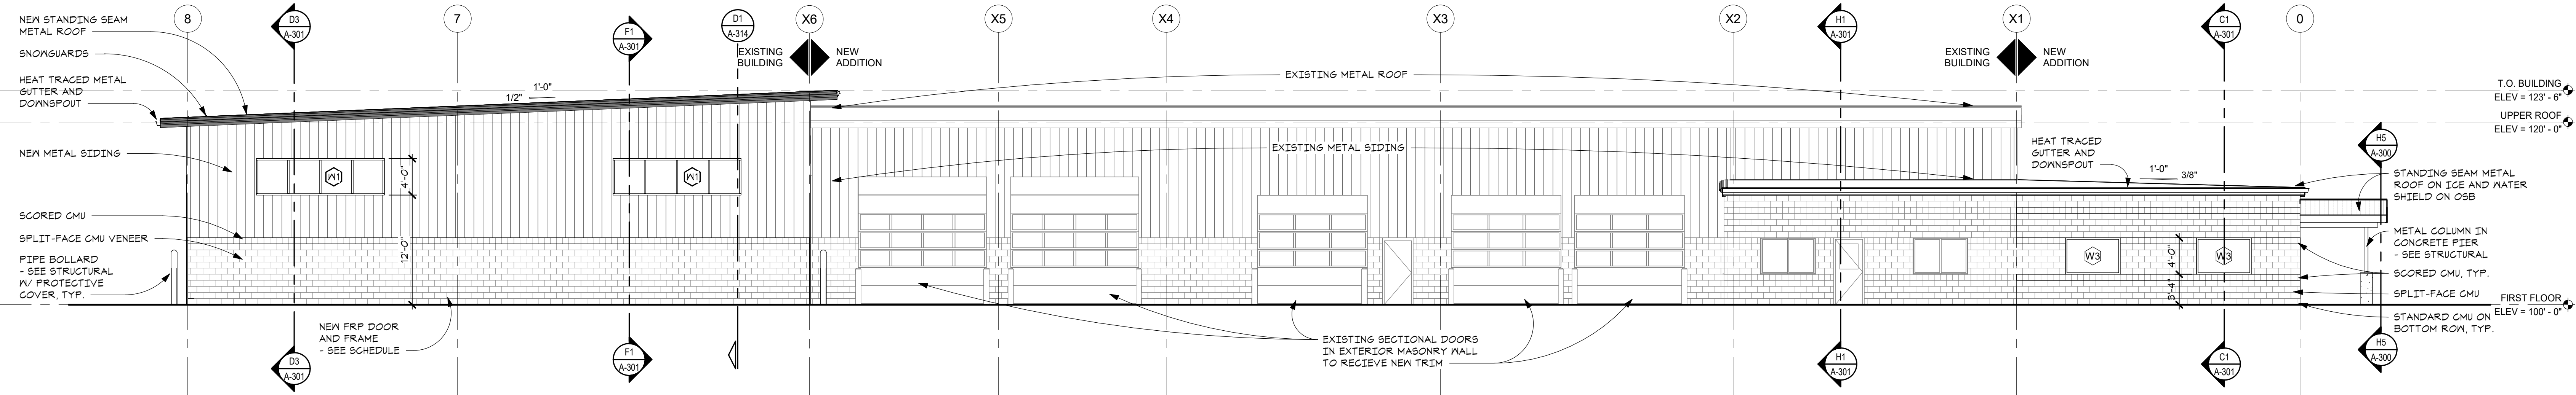 8
D3
A-301
7
F1
A-301
D1
A-314
X6
X5
X4
X3
X2
H1
A-301
X1
C1
A-301
0
EXISTING
BUILDING
NEW
ADDITION
EXISTING
BUILDING
NEW
ADDITION
NEW STANDING SEAM
METAL ROOF
SNOWGUARDS
HEAT TRACED METAL
GUTTER AND
DOWNSPOUT
NEW METAL SIDING
SCORED CMU
SPLIT-FACE CMU VENEER
PIPE BOLLARD
- SEE STRUCTURAL
W/ PROTECTIVE
COVER, TYP.
1'-0"
1/2"
W1
W1
4'-0"
12'-0"
NEW FRP DOOR
AND FRAME
- SEE SCHEDULE
EXISTING METAL ROOF
EXISTING METAL SIDING
EXISTING SECTIONAL DOORS
IN EXTERIOR MASONRY WALL
TO RECIEVE NEW TRIM
HEAT TRACED
GUTTER AND
DOWNSPOUT
1'-0"
3/8"
W3
W3
4'-0"
3'-4"
T.O. BUILDING
ELEV = 123' - 6"
UPPER ROOF
ELEV = 120' - 0"
H5
A-300
STANDING SEAM METAL
ROOF ON ICE AND WATER
SHIELD ON OSB
METAL COLUMN IN
CONCRETE PIER
- SEE STRUCTURAL
SCORED CMU, TYP.
SPLIT-FACE CMU
STANDARD CMU ON
BOTTOM ROW, TYP.
FIRST FLOOR
ELEV = 100' - 0"
D3
A-301
F1
A-301
H1
A-301
C1
A-301
H5
A-300